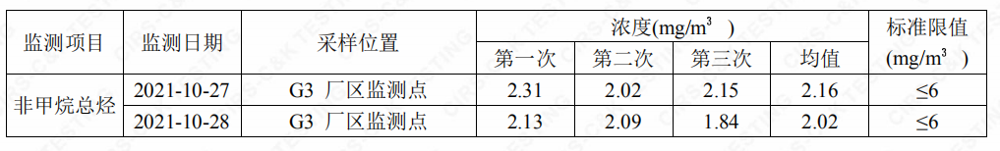 监测项目 监测日期 采样位置 浓度(mg/m³ ) 标准限值(mg/m³ )
第一次 第二次 第三次 均值
非甲烷总烃 2021-10-27 G3 厂区监测点 2.31 2.02 2.15 2.16 ≤6
2021-10-28 G3 厂区监测点 2.13 2.09 1.84 2.02 ≤6